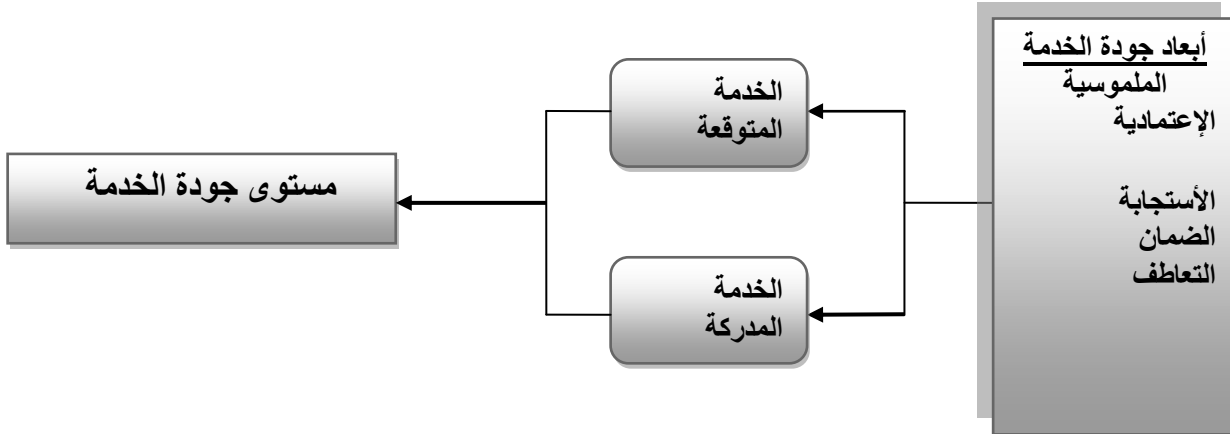 أبعاد جودة الخدمة
الملموسية
الإعتمادية
الأستجابة
الضمان
التعاطف
الخدمة
المتوقعة
الخدمة
المدركة
مستوى جودة الخدمة